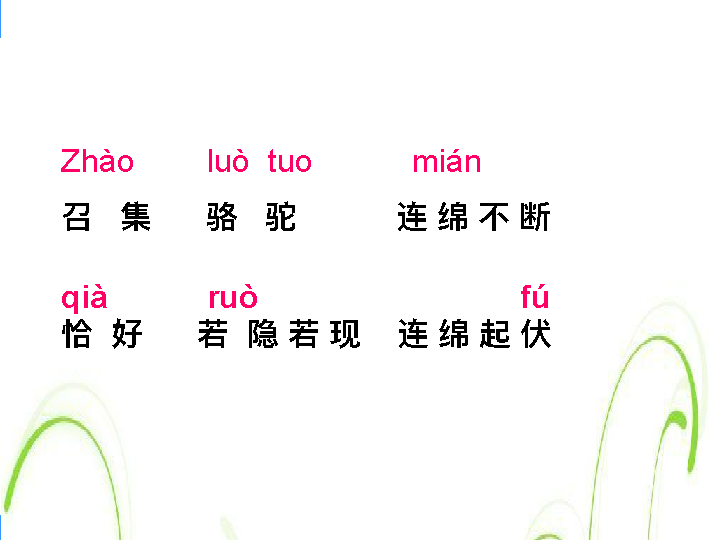 Zhào luò tuo mián
召 集 骆 驼 连 绵 不 断
qià ruò fú
恰 好 若 隐 若 现 连 绵 起 伏